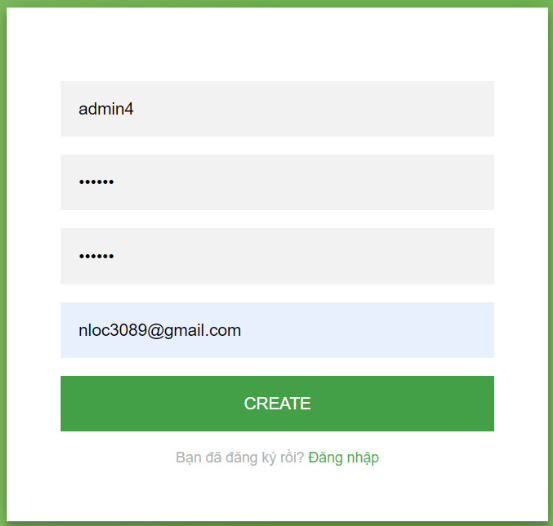 admin4
••••••
••••••
nloc3089@gmail.com
CREATE
Bạn đã đăng ký rồi? Đăng nhập